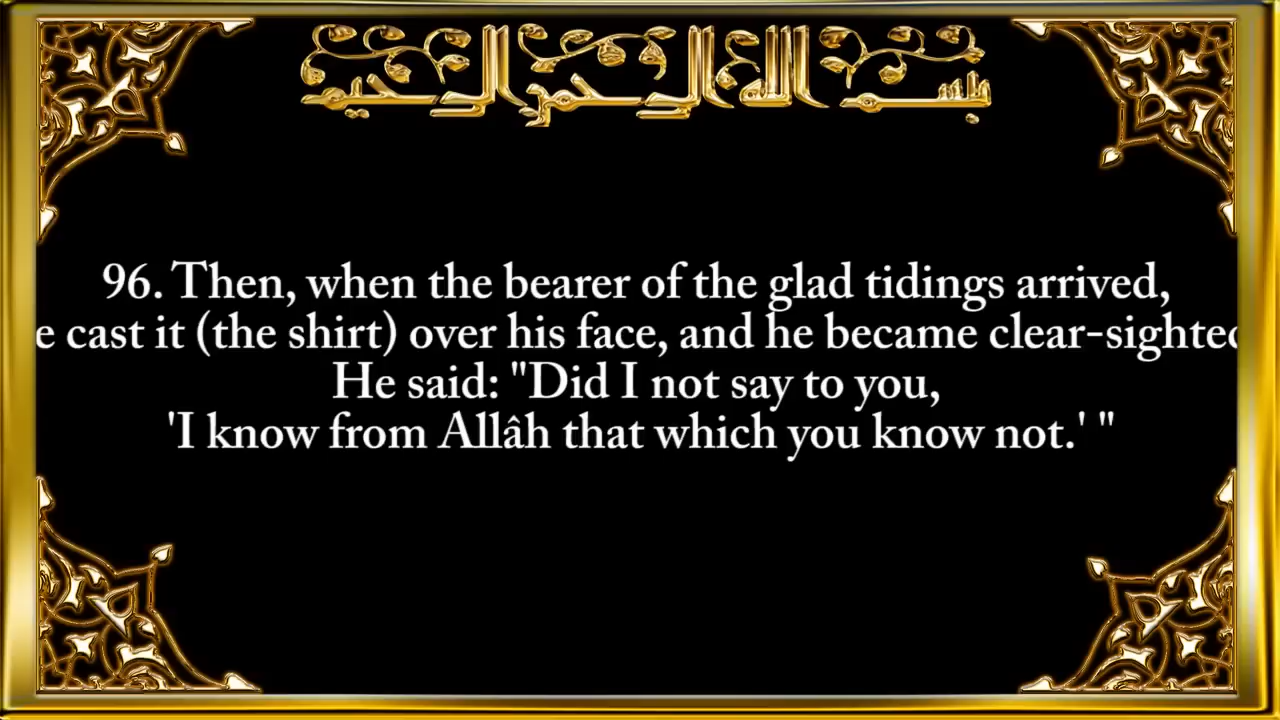 بسم الله الرحمن الرحيم
96. Then, when the bearer of the glad tidings arrived,
e cast it (the shirt) over his face, and he became clear-sighted
He said: "Did I not say to you,
'I know from Allâh that which you know not.' "